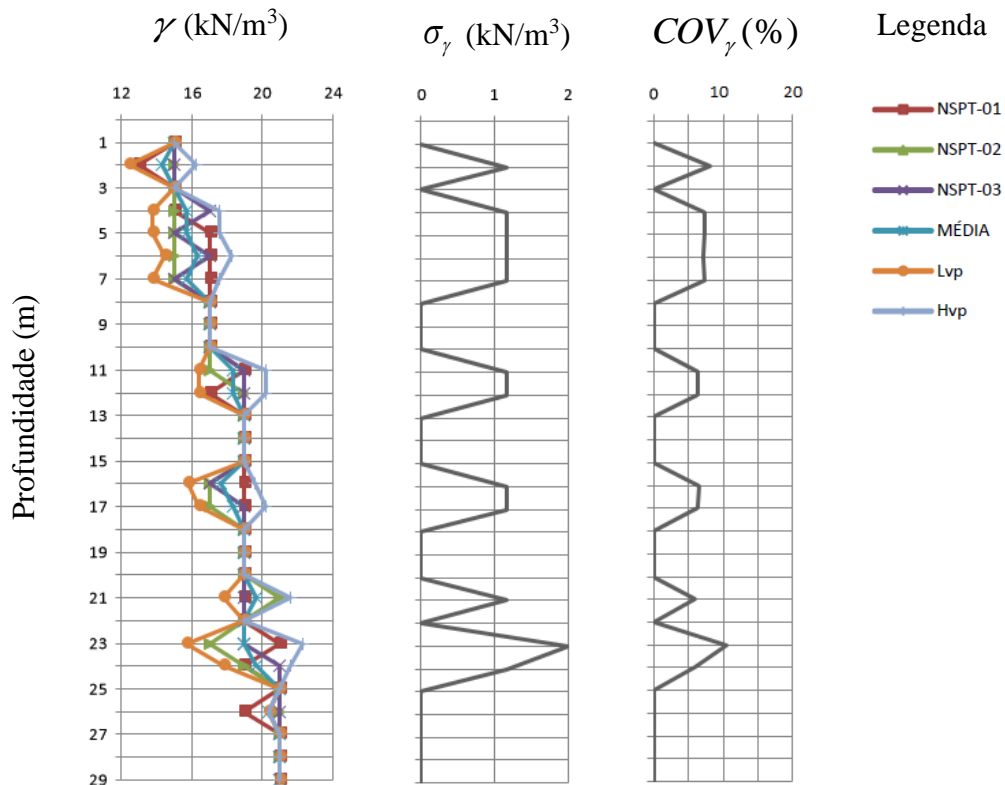 γ (kN/m³)
σγ (kN/m³)
COVγ (%)
Legenda
12 16 20 24
0 1 2
0 10 20
Profundidade (m)
1
3
5
7
9
11
13
15
17
19
21
23
25
27
29
NSPT-01
NSPT-02
NSPT-03
MÉDIA
Lvp
Hvp